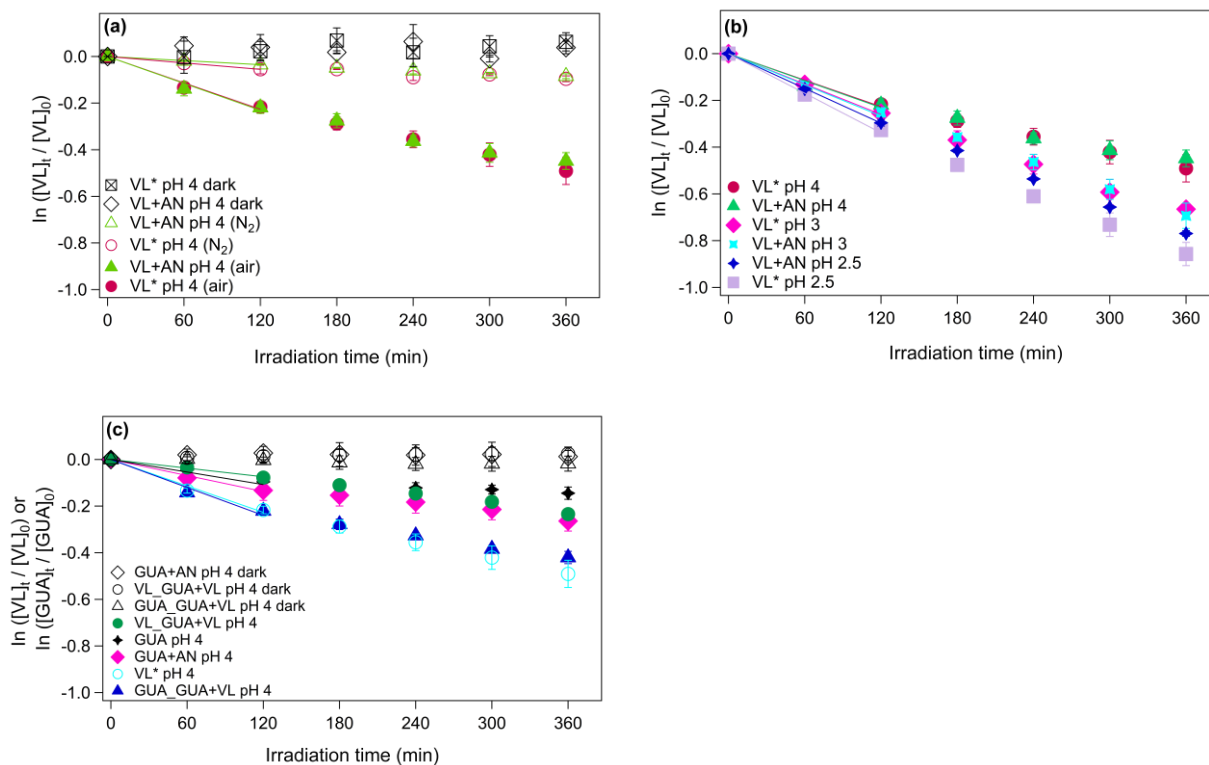 (a)
0.0
-0.2
-0.4
-0.6
-0.8
-1.0
ln ([VL]t / [VL]0)
VL* pH 4 dark
VL+AN pH 4 dark
VL+AN pH 4 (N2)
VL* pH 4 (N2)
VL+AN pH 4 (air)
VL* pH 4 (air)
0 60 120 180 240 300 360
Irradiation time (min)
(b)
0.0
-0.2
-0.4
-0.6
-0.8
-1.0
ln ([VL]t / [VL]0)
VL* pH 4
VL+AN pH 4
VL* pH 3
VL+AN pH 3
VL+AN pH 2.5
VL* pH 2.5
0 60 120 180 240 300 360
Irradiation time (min)
(c)
0.0
-0.2
-0.4
-0.6
-0.8
-1.0
ln ([VL]t / [VL]0) or
ln ([GUA]t / [GUA]0)
GUA+AN pH 4 dark
VL_GUA+VL pH 4 dark
GUA_GUA+VL pH 4 dark
VL_GUA+VL pH 4
GUA pH 4
GUA+AN pH 4
VL* pH 4
GUA_GUA+VL pH 4
0 60 120 180 240 300 360
Irradiation time (min)